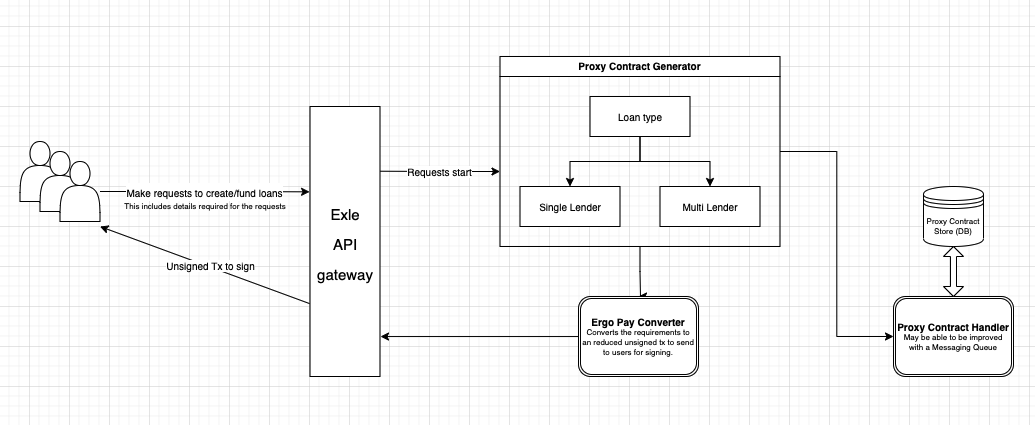 Proxy Contract Generator
Loan type
Single Lender
Multi Lender
Requests start
Make requests to create/fund loans
This includes details required for the requests
Exle
API
gateway
Unsigned Tx to sign
Ergo Pay Converter
Converts the requirements to
an reduced unsigned tx to send
to users for signing.
Proxy Contract
Store (DB)
Proxy Contract Handler
May be able to be improved
with a Messaging Queue